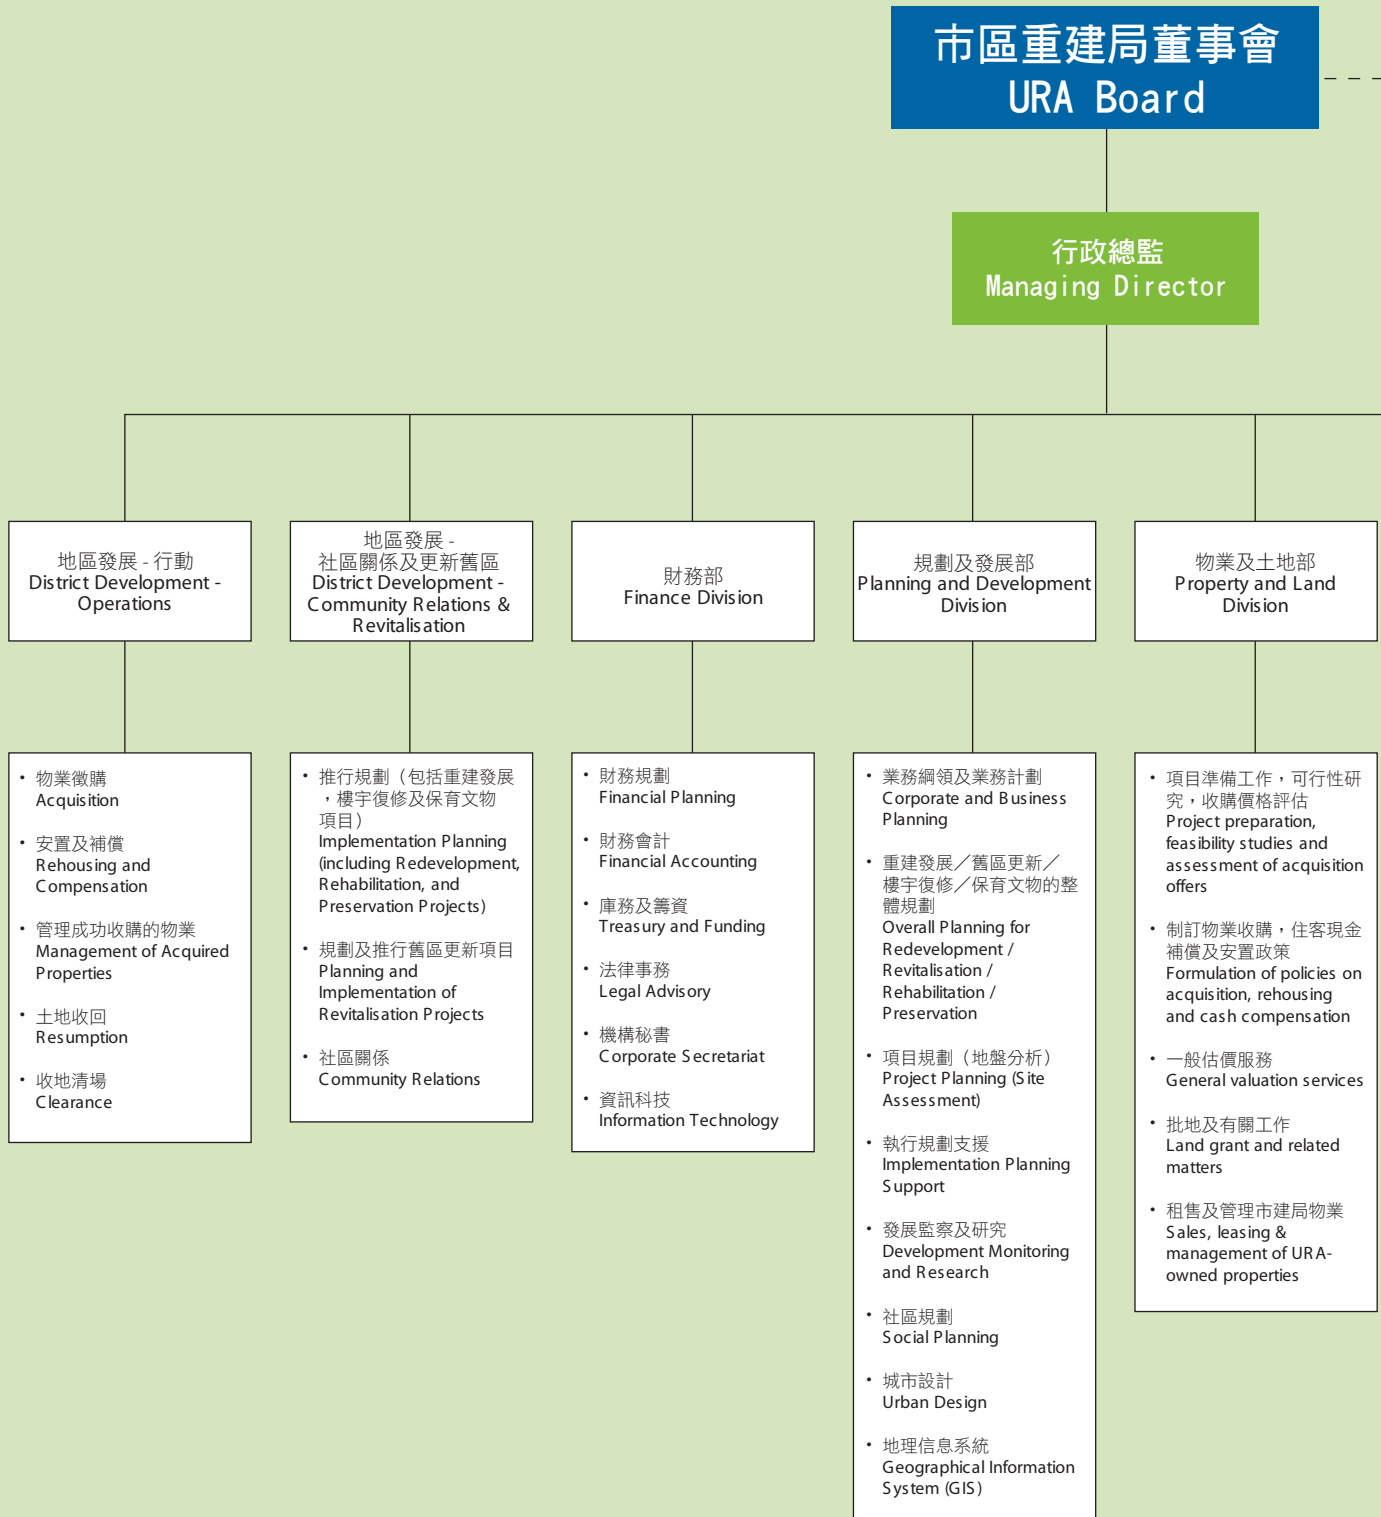 市區重建局董事會
URA Board
行政總監
Managing Director
地區發展 - 行動
District Development -
Operations
地區發展 -
社區關係及更新舊區
District Development -
Community Relations &
Revitalisation
財務部
Finance Division
規劃及發展部
Planning and Development
Division
物業及土地部
Property and Land
Division
• 物業徵購
Acquisition
• 安置及補償
Rehousing and
Compensation
• 管理成功收購的物業
Management of Acquired
Properties
• 土地收回
Resumption
• 收地清場
Clearance
• 推行規劃（包括重建發展
，樓宇復修及保育文物
項目）
Implementation Planning
(including Redevelopment,
Rehabilitation, and
Preservation Projects)
• 規劃及推行舊區更新項目
Planning and
Implementation of
Revitalisation Projects
• 社區關係
Community Relations
• 財務規劃
Financial Planning
• 財務會計
Financial Accounting
• 庫務及籌資
Treasury and Funding
• 法律事務
Legal Advisory
• 機構秘書
Corporate Secretariat
• 資訊科技
Information Technology
• 業務綱領及業務計劃
Corporate and Business
Planning
• 重建發展／舊區更新／
樓宇復修／保育文物的整
體規劃
Overall Planning for
Redevelopment /
Revitalisation /
Rehabilitation /
Preservation
• 項目規劃（地盤分析）
Project Planning (Site
Assessment)
• 執行規劃支援
Implementation Planning
Support
• 發展監察及研究
Development Monitoring
and Research
• 社區規劃
Social Planning
• 城市設計
Urban Design
• 地理信息系統
Geographical Information
System (GIS)
• 項目準備工作，可行性研
究，收購價格評估
Project preparation,
feasibility studies and
assessment of acquisition
offers
• 制訂物業收購，住客現金
補償及安置政策
Formulation of policies on
acquisition, rehousing
and cash compensation
• 一般估價服務
General valuation services
• 批地及有關工作
Land grant and related
matters
• 租售及管理市建局物業
Sales, leasing &
management of URA-
owned properties